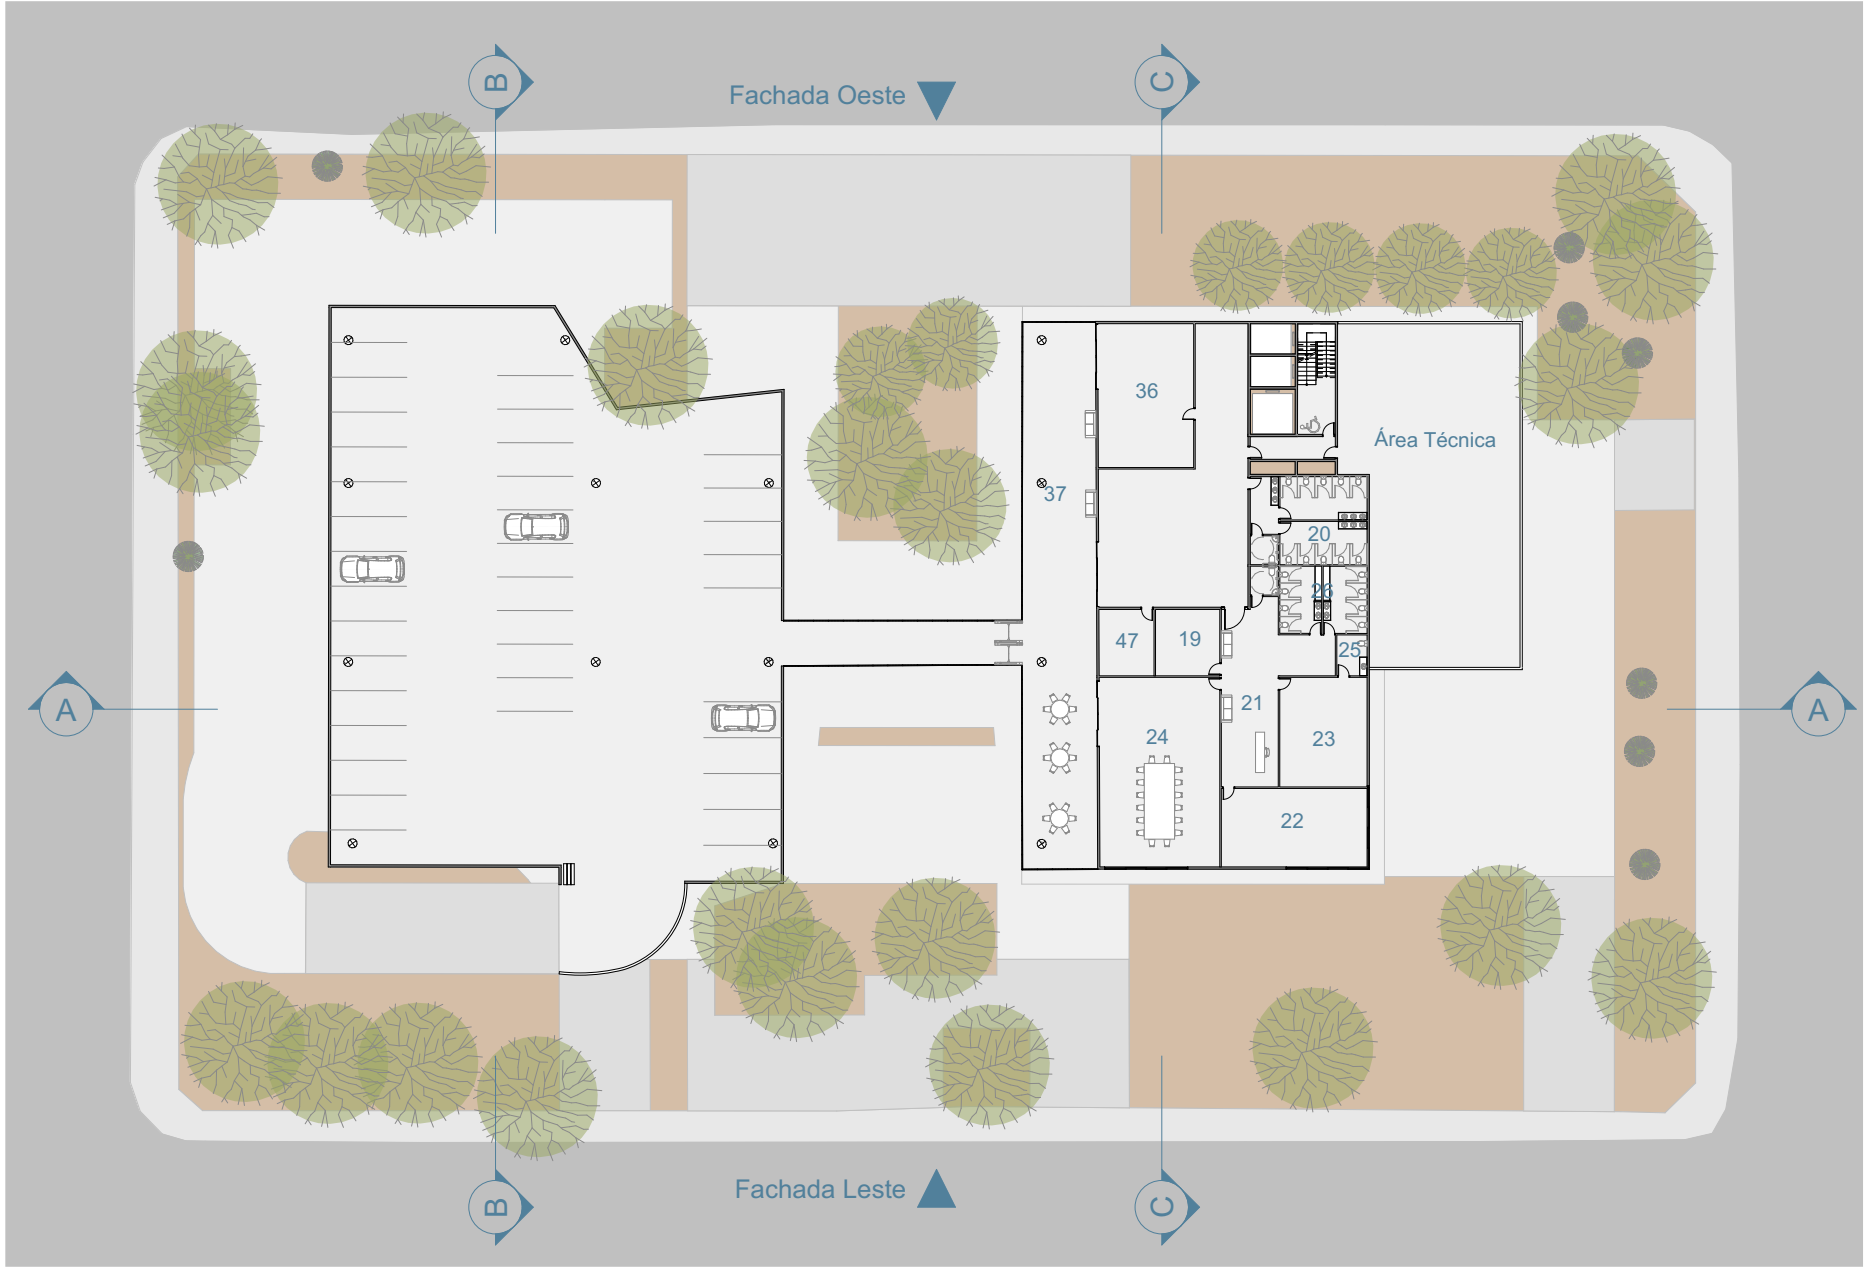 B
Fachada Oeste
C
36
Área Técnica
37
20
26
47
19
25
A
21
A
24
23
22
Fachada Leste
B
C